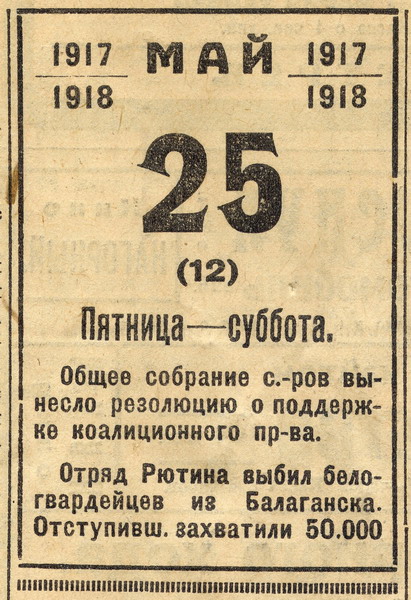 1917 МАЙ 1917
1918 1918
25
(12)
Пятница—суббота.
Общее собрание с.-ров вы-
несло резолюцию о поддерж-
ке коалиционного пр-ва.
Отряд Рютина выбил бело-
гвардейцев из Балаганска.
Отступивш. захватили 50.000